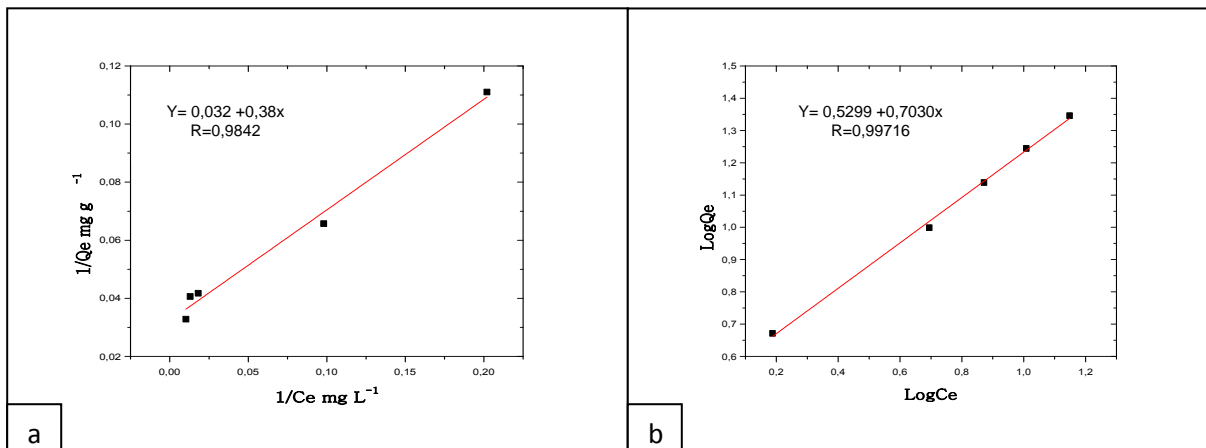 0,12
0,10
0,08
0,06
0,04
0,02
1/Qe mg g -1
Y= 0,032 +0,38x
R=0,9842
0,00 0,05 0,10 0,15 0,20
1/Ce mg L-1
a
1,5
1,4
1,3
1,2
1,1
1,0
0,9
0,8
0,7
0,6
LogQe
Y= 0,5299 +0,7030x
R=0,99716
0,2 0,4 0,6 0,8 1,0 1,2
LogCe
b